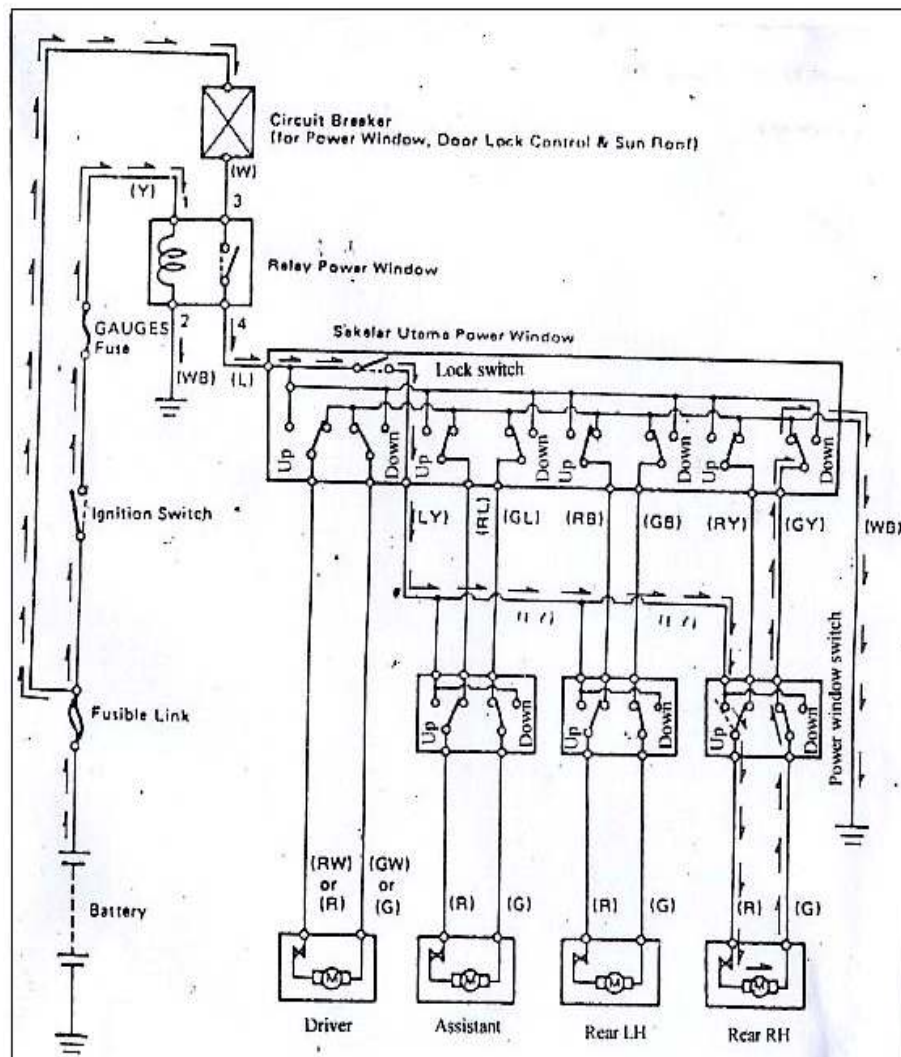 Circuit Breaker
(for Power Window, Door Lock Control & Sun Roof)
(W)
(Y)
1
3
Relay Power Window
GAUGES
Fuse
2
4
(WB)
(L)
Sakelar Utama Power Window
Lock switch
Up
Down
Up
Down
Up
Down
Up
Down
Ignition Switch
(LY)
(RL)
(GL)
(RB)
(GB)
(RY)
(GY)
(WB)
Fusible Link
Up
Down
Up
Down
Up
Down
Power window switch
Battery
(RW)
or
(R)
(GW)
or
(G)
(R)
(G)
(R)
(G)
(R)
(G)
M
M
M
M
Driver
Assistant
Rear LH
Rear RH